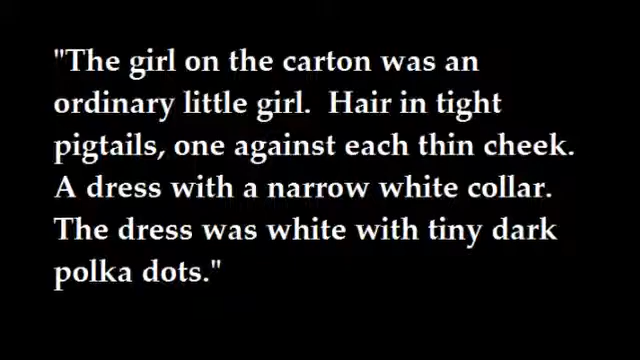 "The girl on the carton was an
ordinary little girl.  Hair in tight
pigtails, one against each thin cheek.
A dress with a narrow white collar.
The dress was white with tiny dark
polka dots."